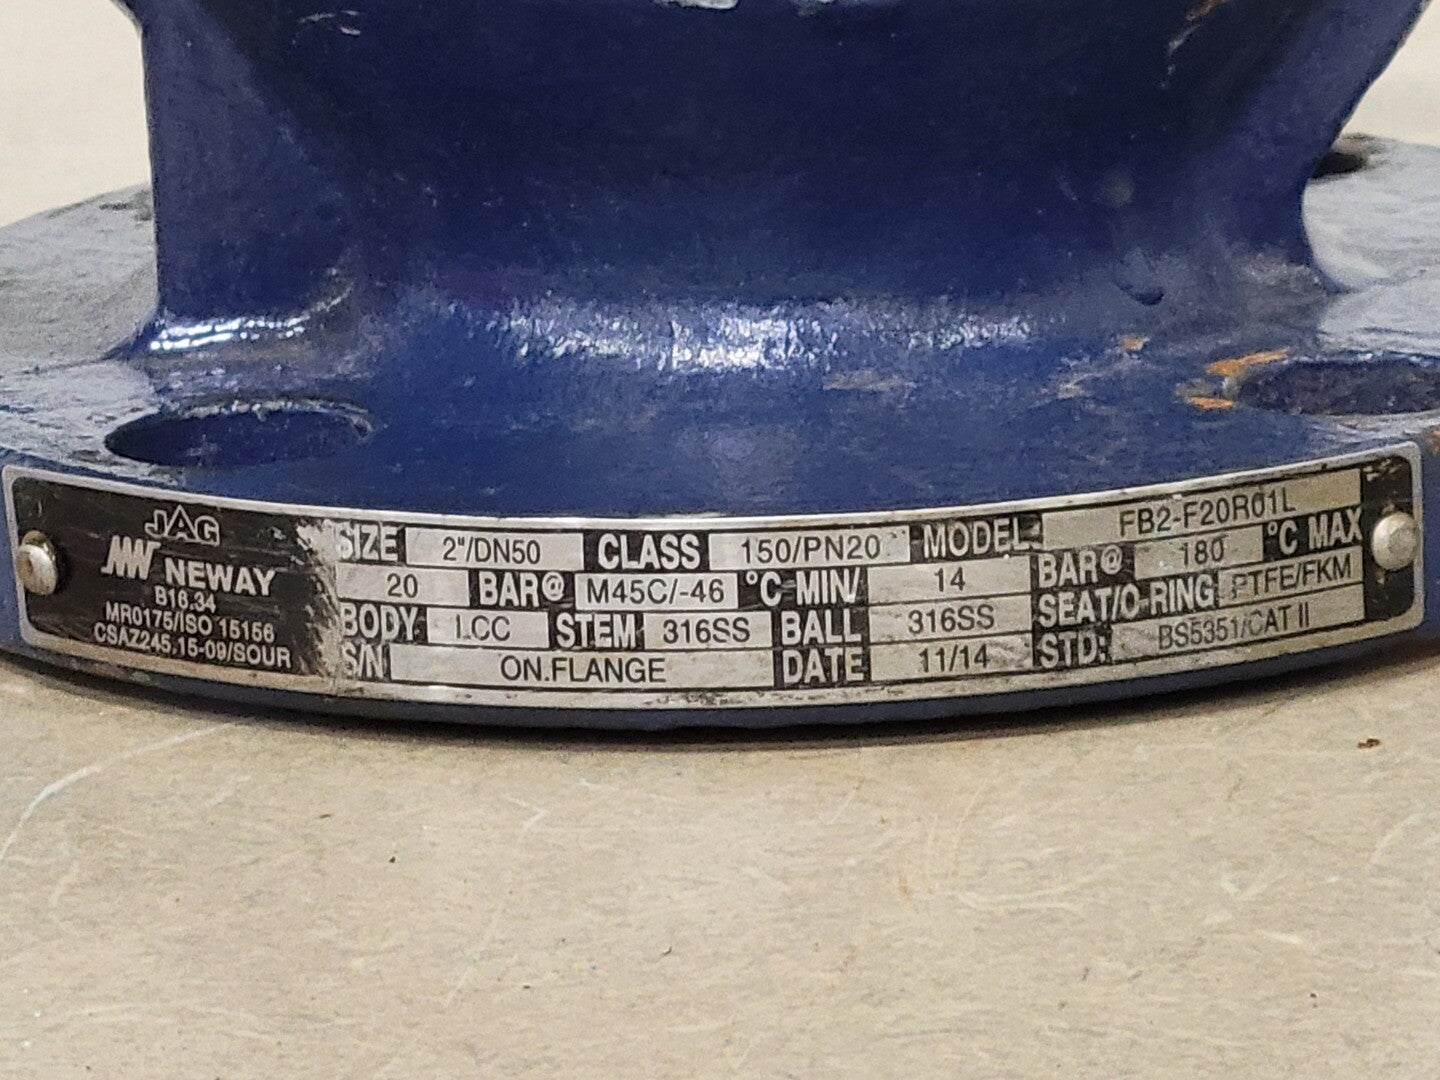 JAG
NEWAY
B16.34
MR0175/ISO 15156
CSAZ245.15-09/SOUR
SIZE 2"/DN50 CLASS 150/PN20 MODEL FB2-F20R01L
20 BAR@ M45C/-46 °C MIN/ 14 BAR@ 180 °C MAX
BODY LCC STEM 316SS BALL 316SS SEAT/O-RING PTFE/FKM
S/N ON.FLANGE DATE 11/14 STD: BS5351/CAT II